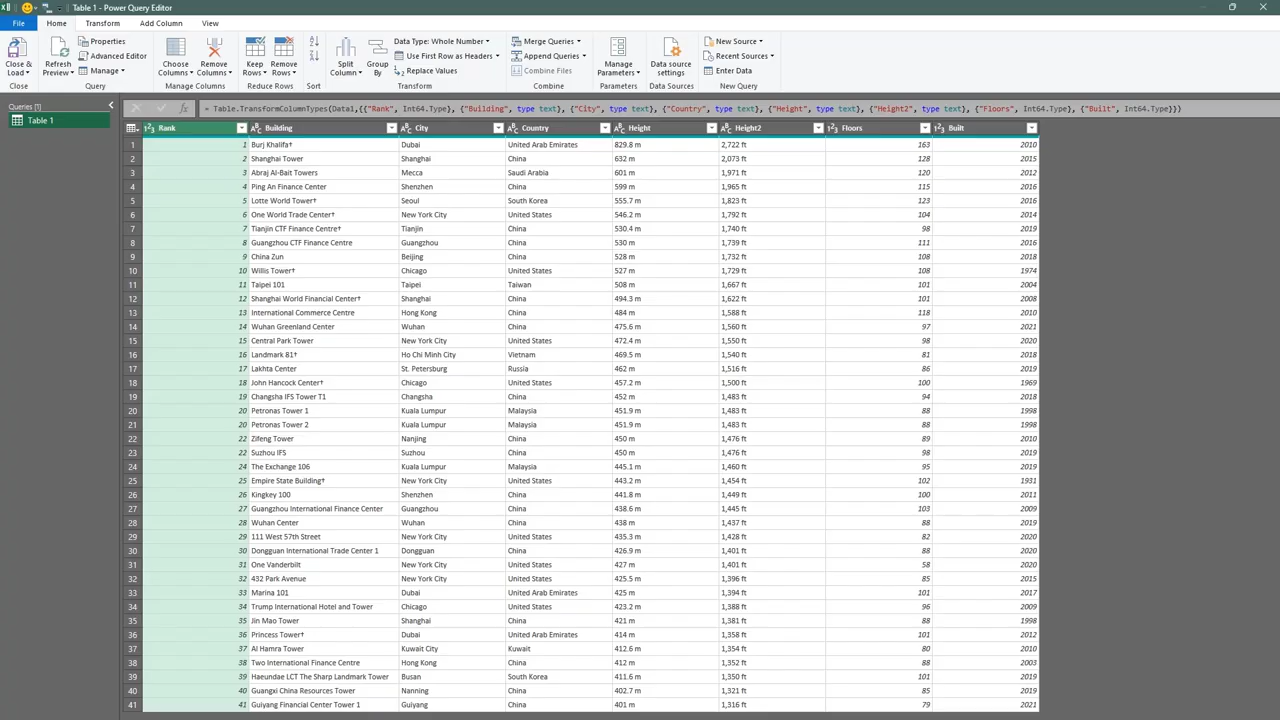 Table 1 - Power Query Editor
File Home Transform Add Column View
Close & Load
Refresh Preview
Properties
Advanced Editor
Manage
Choose Columns
Remove Columns
Keep Rows
Remove Rows
Split Column
Group By
Data Type: Whole Number
Use First Row as Headers
Replace Values
Merge Queries
Append Queries
Combine Files
Manage Parameters
Data source settings
New Source
Recent Sources
Enter Data
Close Query Manage Columns Reduce Rows Sort Transform Combine Parameters Data Sources New Query
Queries [1]
Table 1
= Table.TransformColumnTypes(Data1,{{"Rank", Int64.Type}, {"Building", type text}, {"City", type text}, {"Country", type text}, {"Height", type text}, {"Height2", type text}, {"Floors", Int64.Type}, {"Built", Int64.Type}})
Rank Building City Country Height Height2 Floors Built
1 1 Burj Khalifa† Dubai United Arab Emirates 829.8 m 2,722 ft 163 2010
2 2 Shanghai Tower Shanghai China 632 m 2,073 ft 128 2015
3 3 Abraj Al-Bait Towers Mecca Saudi Arabia 601 m 1,971 ft 120 2012
4 4 Ping An Finance Center Shenzhen China 599 m 1,965 ft 115 2016
5 5 Lotte World Tower† Seoul South Korea 555.7 m 1,823 ft 123 2016
6 6 One World Trade Center† New York City United States 546.2 m 1,792 ft 104 2014
7 7 Tianjin CTF Finance Centre† Tianjin China 530.4 m 1,740 ft 98 2019
8 8 Guangzhou CTF Finance Centre Guangzhou China 530 m 1,739 ft 111 2016
9 9 China Zun Beijing China 528 m 1,732 ft 108 2018
10 10 Willis Tower† Chicago United States 527 m 1,729 ft 108 1974
11 11 Taipei 101 Taipei Taiwan 508 m 1,667 ft 101 2004
12 12 Shanghai World Financial Center† Shanghai China 494.3 m 1,622 ft 101 2008
13 13 International Commerce Centre Hong Kong China 484 m 1,588 ft 118 2010
14 14 Wuhan Greenland Center Wuhan China 475.6 m 1,560 ft 97 2021
15 15 Central Park Tower New York City United States 472.4 m 1,550 ft 98 2020
16 16 Landmark 81† Ho Chi Minh City Vietnam 469.5 m 1,540 ft 81 2018
17 17 Lakhta Center St. Petersburg Russia 462 m 1,516 ft 86 2019
18 18 John Hancock Center† Chicago United States 457.2 m 1,500 ft 100 1969
19 19 Changsha IFS Tower T1 Changsha China 452 m 1,483 ft 94 2018
20 20 Petronas Tower 1 Kuala Lumpur Malaysia 451.9 m 1,483 ft 88 1998
21 20 Petronas Tower 2 Kuala Lumpur Malaysia 451.9 m 1,483 ft 88 1998
22 22 Zifeng Tower Nanjing China 450 m 1,476 ft 89 2010
23 22 Suzhou IFS Suzhou China 450 m 1,476 ft 98 2019
24 24 The Exchange 106 Kuala Lumpur Malaysia 445.1 m 1,460 ft 95 2019
25 25 Empire State Building† New York City United States 443.2 m 1,454 ft 102 1931
26 26 Kingkey 100 Shenzhen China 441.8 m 1,449 ft 100 2011
27 27 Guangzhou International Finance Center Guangzhou China 438.6 m 1,445 ft 103 2009
28 28 Wuhan Center Wuhan China 438 m 1,437 ft 88 2019
29 29 111 West 57th Street New York City United States 435.3 m 1,428 ft 82 2020
30 30 Dongguan International Trade Center 1 Dongguan China 426.9 m 1,401 ft 88 2020
31 31 One Vanderbilt New York City United States 427 m 1,401 ft 58 2020
32 32 432 Park Avenue New York City United States 425.5 m 1,396 ft 85 2015
33 33 Marina 101 Dubai United Arab Emirates 425 m 1,394 ft 101 2017
34 34 Trump International Hotel and Tower Chicago United States 423.2 m 1,388 ft 96 2009
35 35 Jin Mao Tower Shanghai China 421 m 1,381 ft 88 1998
36 36 Princess Tower† Dubai United Arab Emirates 414 m 1,358 ft 101 2012
37 37 Al Hamra Tower Kuwait City Kuwait 412.6 m 1,354 ft 80 2010
38 38 Two International Finance Centre Hong Kong China 412 m 1,352 ft 88 2003
39 39 Haeundae LCT The Sharp Landmark Tower Busan South Korea 411.6 m 1,350 ft 101 2019
40 40 Guangxi China Resources Tower Nanning China 402.7 m 1,321 ft 85 2019
41 41 Guiyang Financial Center Tower 1 Guiyang China 401 m 1,316 ft 79 2021